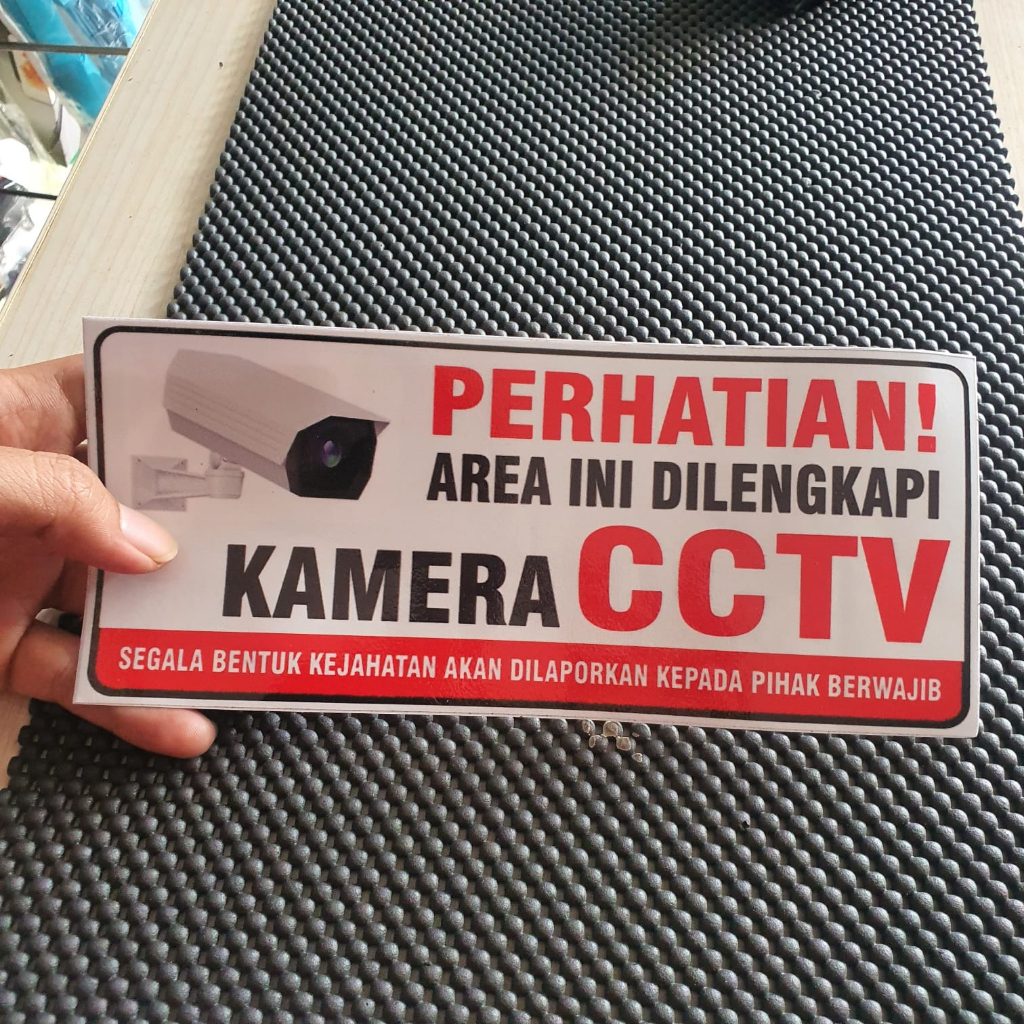 PERHATIAN!
AREA INI DILENGKAPI
KAMERA CCTV
SEGALA BENTUK KEJAHATAN AKAN DILAPORKAN KEPADA PIHAK BERWAJIB